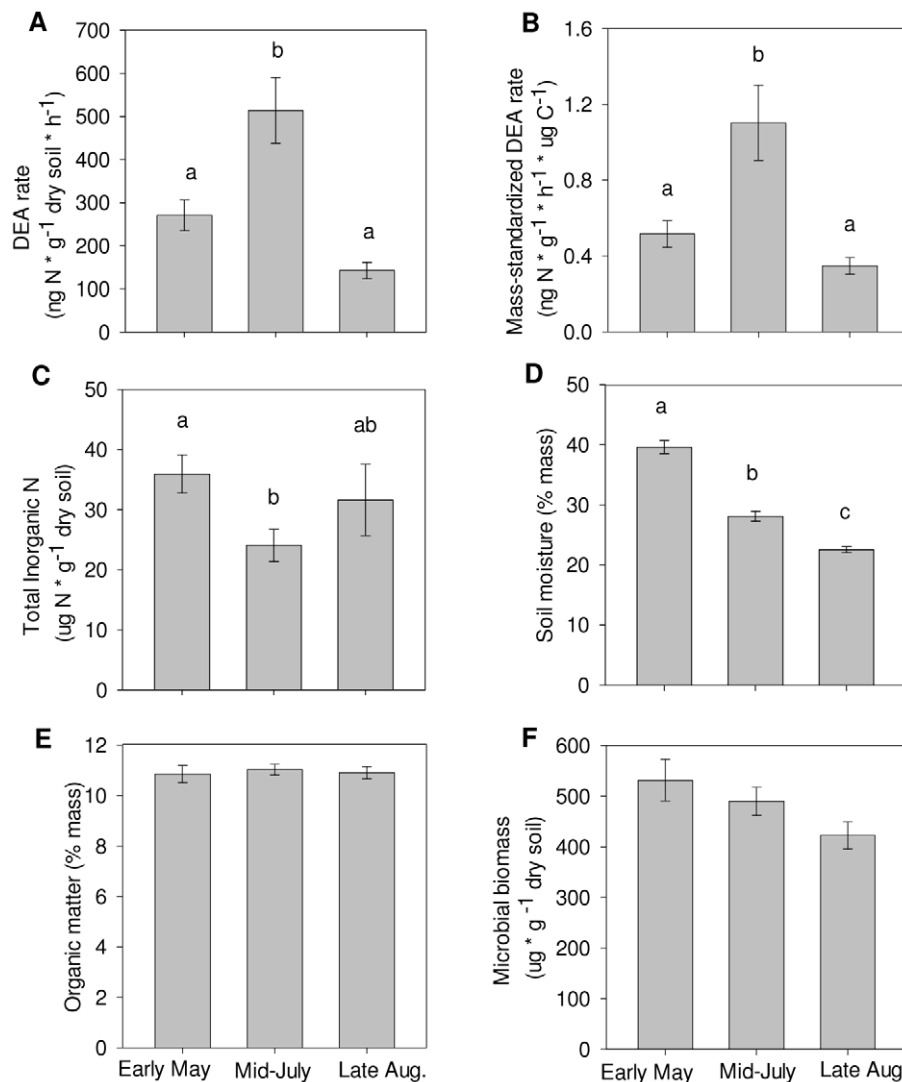 A
DEA rate
(ng N * g⁻¹ dry soil * h⁻¹)
700
600
500
400
300
200
100
0
a
b
a
B
Mass-standardized DEA rate
(ng N * g⁻¹ * h⁻¹ * ug C⁻¹)
1.6
1.2
0.8
0.4
0.0
a
b
a
C
Total Inorganic N
(ug N * g⁻¹ dry soil)
50
40
30
20
10
0
a
b
ab
D
Soil moisture (% mass)
50
40
30
20
10
0
a
b
c
E
Organic matter (% mass)
12
10
8
6
4
2
0
Early May Mid-July Late Aug.
F
Microbial biomass
(ug * g ⁻¹ dry soil)
600
500
400
300
200
100
0
Early May Mid-July Late Aug.